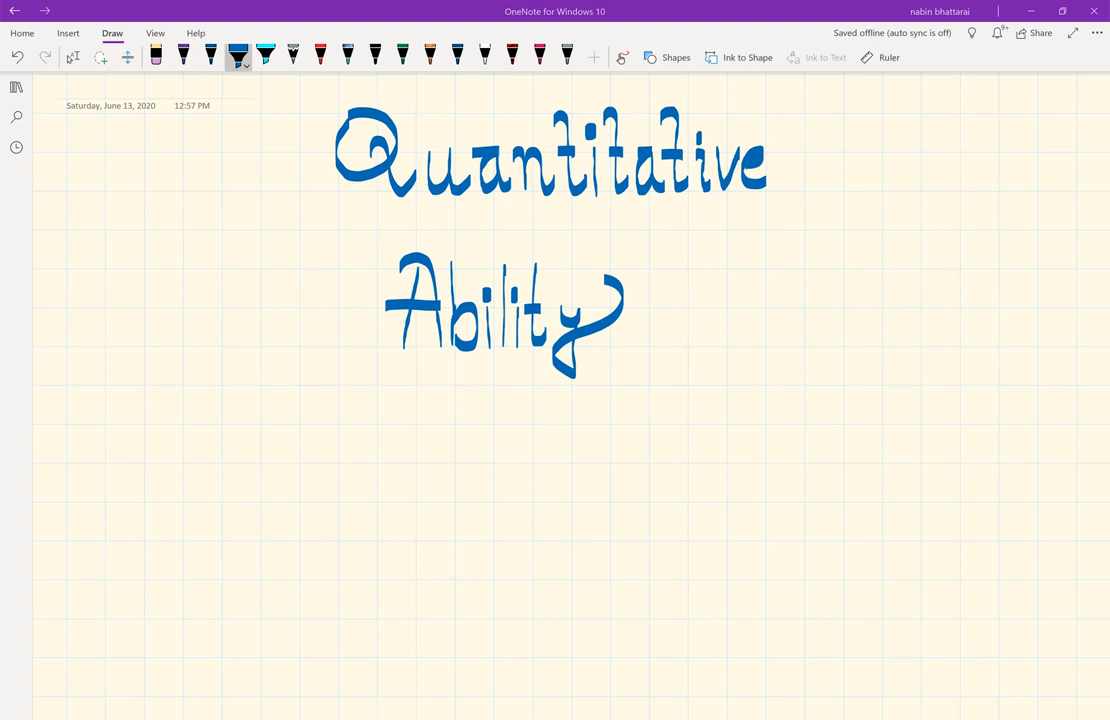 OneNote for Windows 10
nabin bhattarai
Home Insert Draw View Help
Saved offline (auto sync is off) 9+ Share
Shapes Ink to Shape Ink to Text Ruler
Saturday, June 13, 2020 12:57 PM
Quantitative
Ability